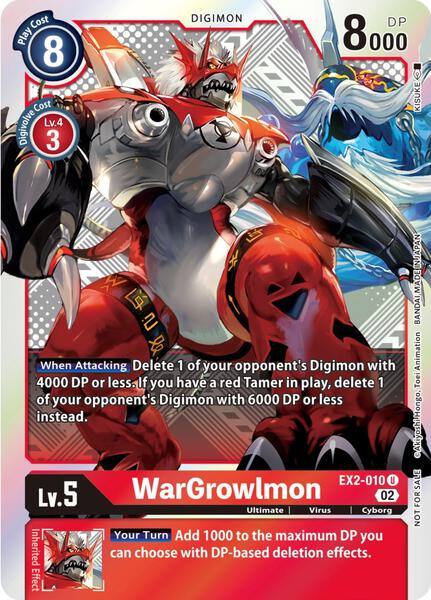 DIGIMON
Play Cost
8
DP
8000
Digivolve Cost
Lv.4
3
KISUKE
©Akiyoshi Hongo, Toei Animation BANDAI, MADE IN JAPAN
NOT FOR SALE
When Attacking Delete 1 of your opponent's Digimon with
4000 DP or less. If you have a red Tamer in play, delete 1
of your opponent's Digimon with 6000 DP or less
instead.
Lv.5
WarGrowlmon
EX2-010 U
02
Ultimate | Virus | Cyborg
Inherited Effect
Your Turn Add 1000 to the maximum DP you
can choose with DP-based deletion effects.